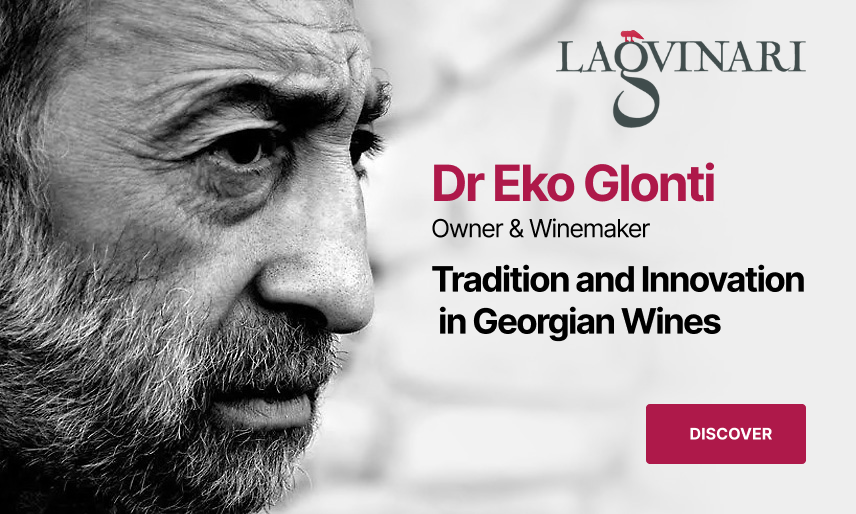 LAGVINARI
Dr Eko Glonti
Owner & Winemaker
Tradition and Innovation
in Georgian Wines
DISCOVER